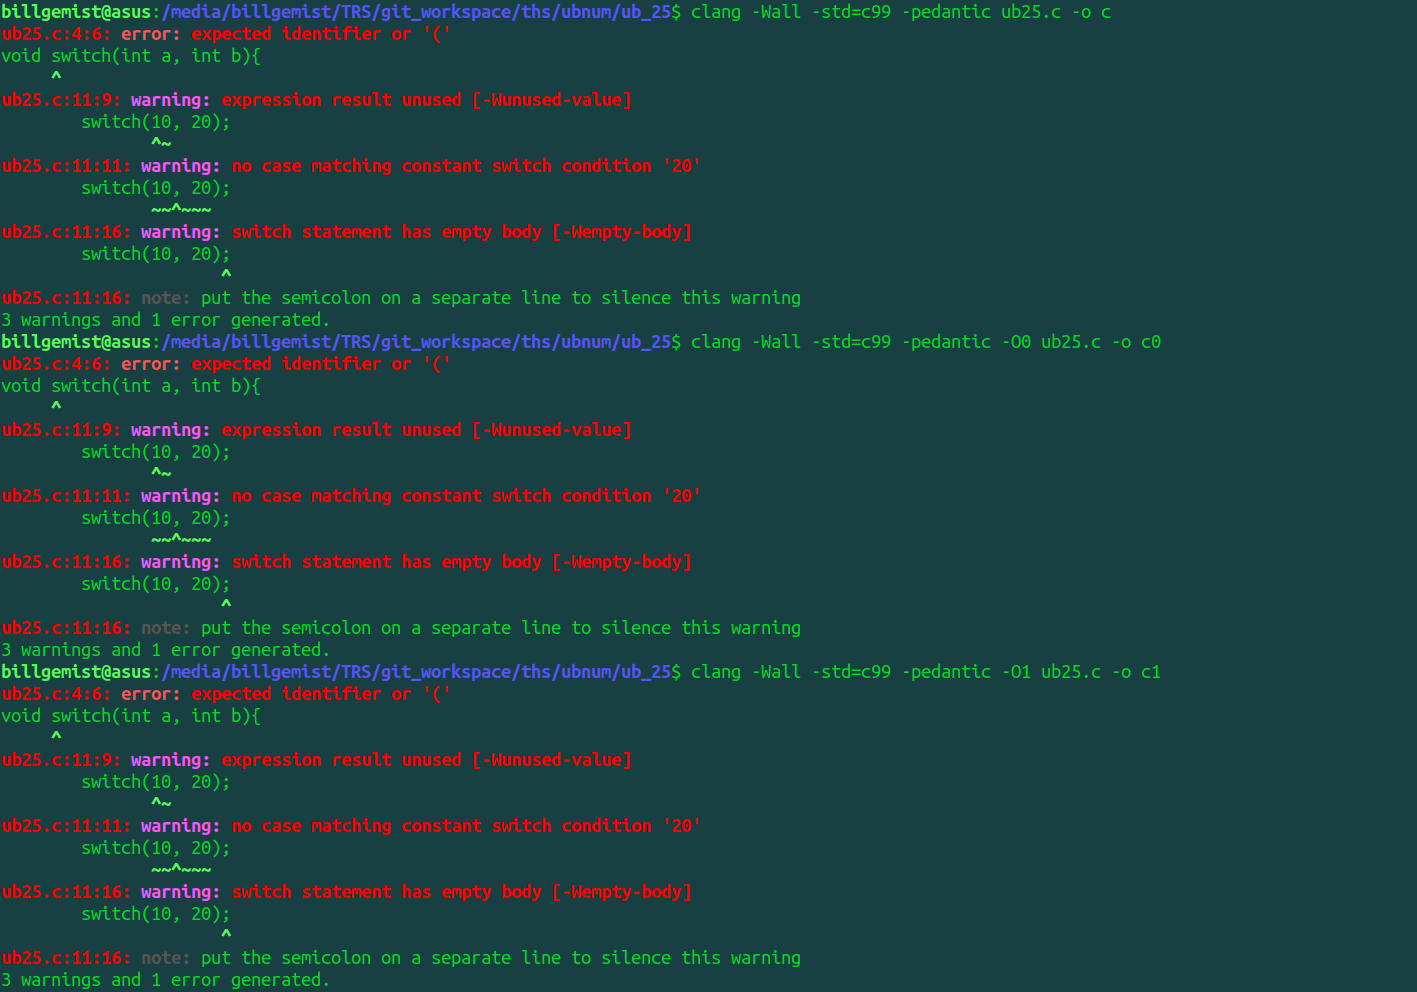 billgemist@asus:/media/billgemist/TRS/git_workspace/ths/ubnum/ub_25$ clang -Wall -std=c99 -pedantic ub25.c -o c
ub25.c:4:6: error: expected identifier or '('
void switch(int a, int b){
     ^
ub25.c:11:9: warning: expression result unused [-Wunused-value]
        switch(10, 20);
               ^~
ub25.c:11:11: warning: no case matching constant switch condition '20'
        switch(10, 20);
               ~~^~~~
ub25.c:11:16: warning: switch statement has empty body [-Wempty-body]
        switch(10, 20);
                      ^
ub25.c:11:16: note: put the semicolon on a separate line to silence this warning
3 warnings and 1 error generated.
billgemist@asus:/media/billgemist/TRS/git_workspace/ths/ubnum/ub_25$ clang -Wall -std=c99 -pedantic -O0 ub25.c -o c0
ub25.c:4:6: error: expected identifier or '('
void switch(int a, int b){
     ^
ub25.c:11:9: warning: expression result unused [-Wunused-value]
        switch(10, 20);
               ^~
ub25.c:11:11: warning: no case matching constant switch condition '20'
        switch(10, 20);
               ~~^~~~
ub25.c:11:16: warning: switch statement has empty body [-Wempty-body]
        switch(10, 20);
                      ^
ub25.c:11:16: note: put the semicolon on a separate line to silence this warning
3 warnings and 1 error generated.
billgemist@asus:/media/billgemist/TRS/git_workspace/ths/ubnum/ub_25$ clang -Wall -std=c99 -pedantic -O1 ub25.c -o c1
ub25.c:4:6: error: expected identifier or '('
void switch(int a, int b){
     ^
ub25.c:11:9: warning: expression result unused [-Wunused-value]
        switch(10, 20);
               ^~
ub25.c:11:11: warning: no case matching constant switch condition '20'
        switch(10, 20);
               ~~^~~~
ub25.c:11:16: warning: switch statement has empty body [-Wempty-body]
        switch(10, 20);
                      ^
ub25.c:11:16: note: put the semicolon on a separate line to silence this warning
3 warnings and 1 error generated.